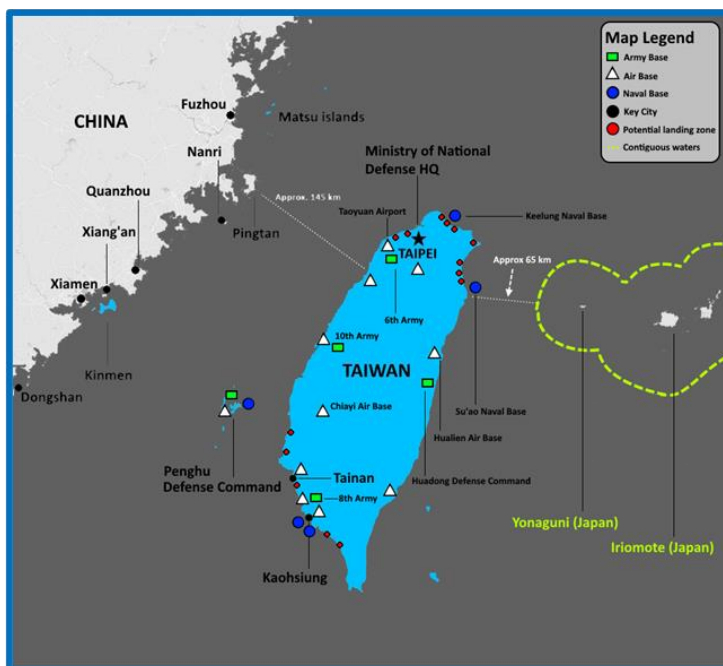 Map Legend
Army Base
Air Base
Naval Base
Key City
Potential landing zone
Contiguous waters
Fuzhou
CHINA
Matsu islands
Nanri
Ministry of National
Defense HQ
Quanzhou
Approx. 145 km
Taoyuan Airport
Keelung Naval Base
Xiang'an
Pingtan
TAIPEI
Approx 65 km
Xiamen
6th Army
10th Army
Kinmen
TAIWAN
Dongshan
Su'ao Naval Base
Chiayi Air Base
Hualien Air Base
Penghu
Defense Command
Tainan
Huadong Defense Command
8th Army
Yonaguni (Japan)
Iriomote (Japan)
Kaohsiung